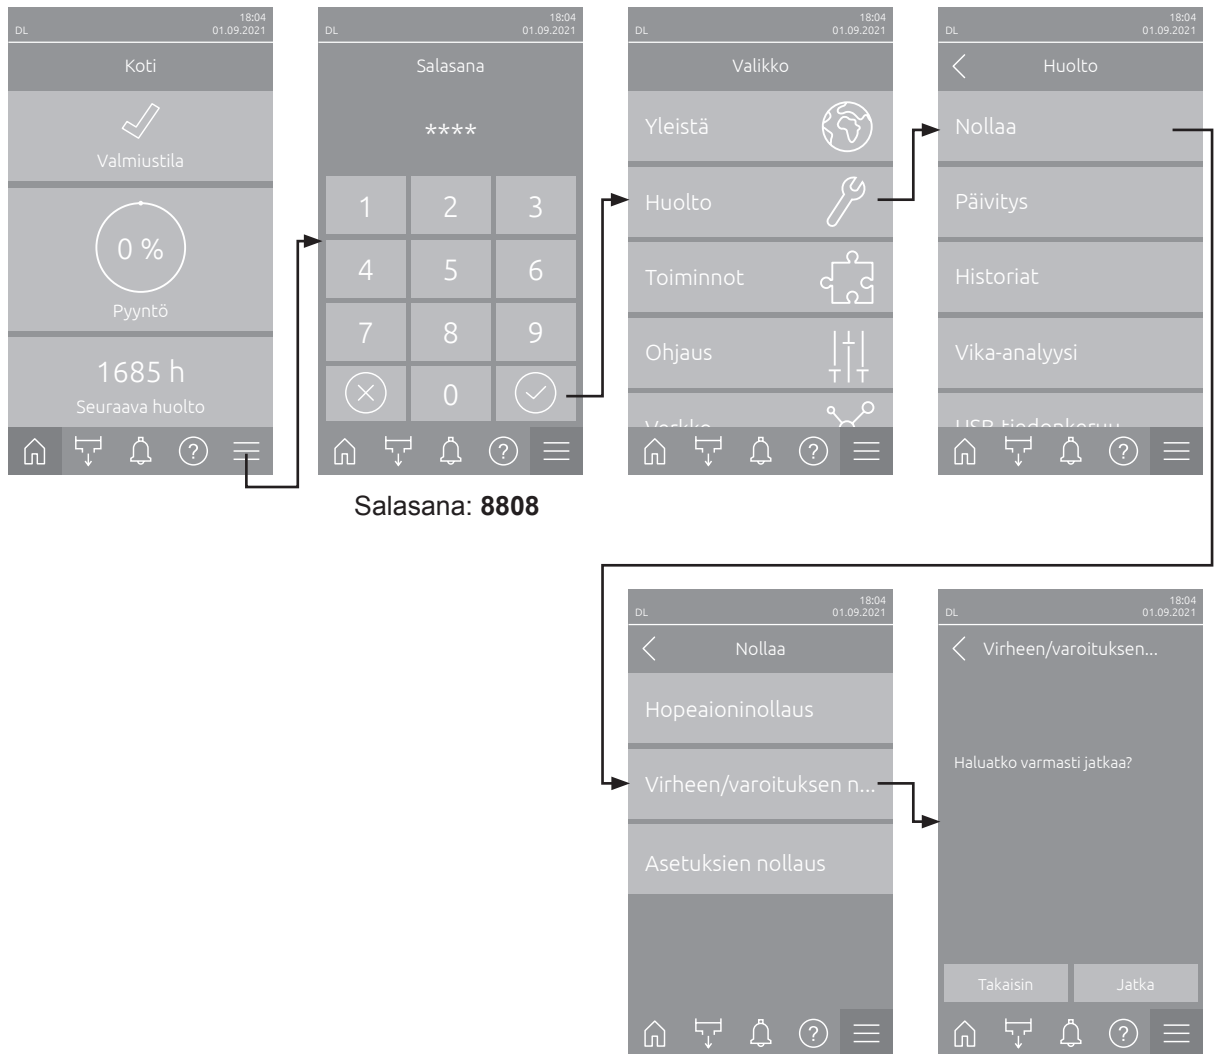 18:04
DL 01.09.2021
Koti
Valmiustila
0 %
Pyyntö
1685 h
Seuraava huolto
?
18:04
DL 01.09.2021
Salasana
****
1 2 3
4 5 6
7 8 9
0
?
Salasana: 8808
18:04
DL 01.09.2021
Valikko
Yleistä
Huolto
Toiminnot
Ohjaus
Verkko
?
18:04
DL 01.09.2021
Huolto
Nollaa
Päivitys
Historiat
Vika-analyysi
USB-tiedonkeruu
?
18:04
DL 01.09.2021
Nollaa
Hopeaioninollaus
Virheen/varoituksen n...
Asetuksien nollaus
?
18:04
DL 01.09.2021
Virheen/varoituksen...
Haluatko varmasti jatkaa?
Takaisin Jatka
?